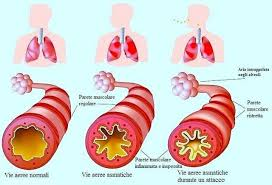 Aria intrappolata
negli alveoli
Parete
muscolare
regolare
Parete
muscolare
ristretta
Parete muscolare
infiammata e ispessita
Vie aeree normali
Vie aeree asmatiche
Vie aeree asmatiche
durante un attacco